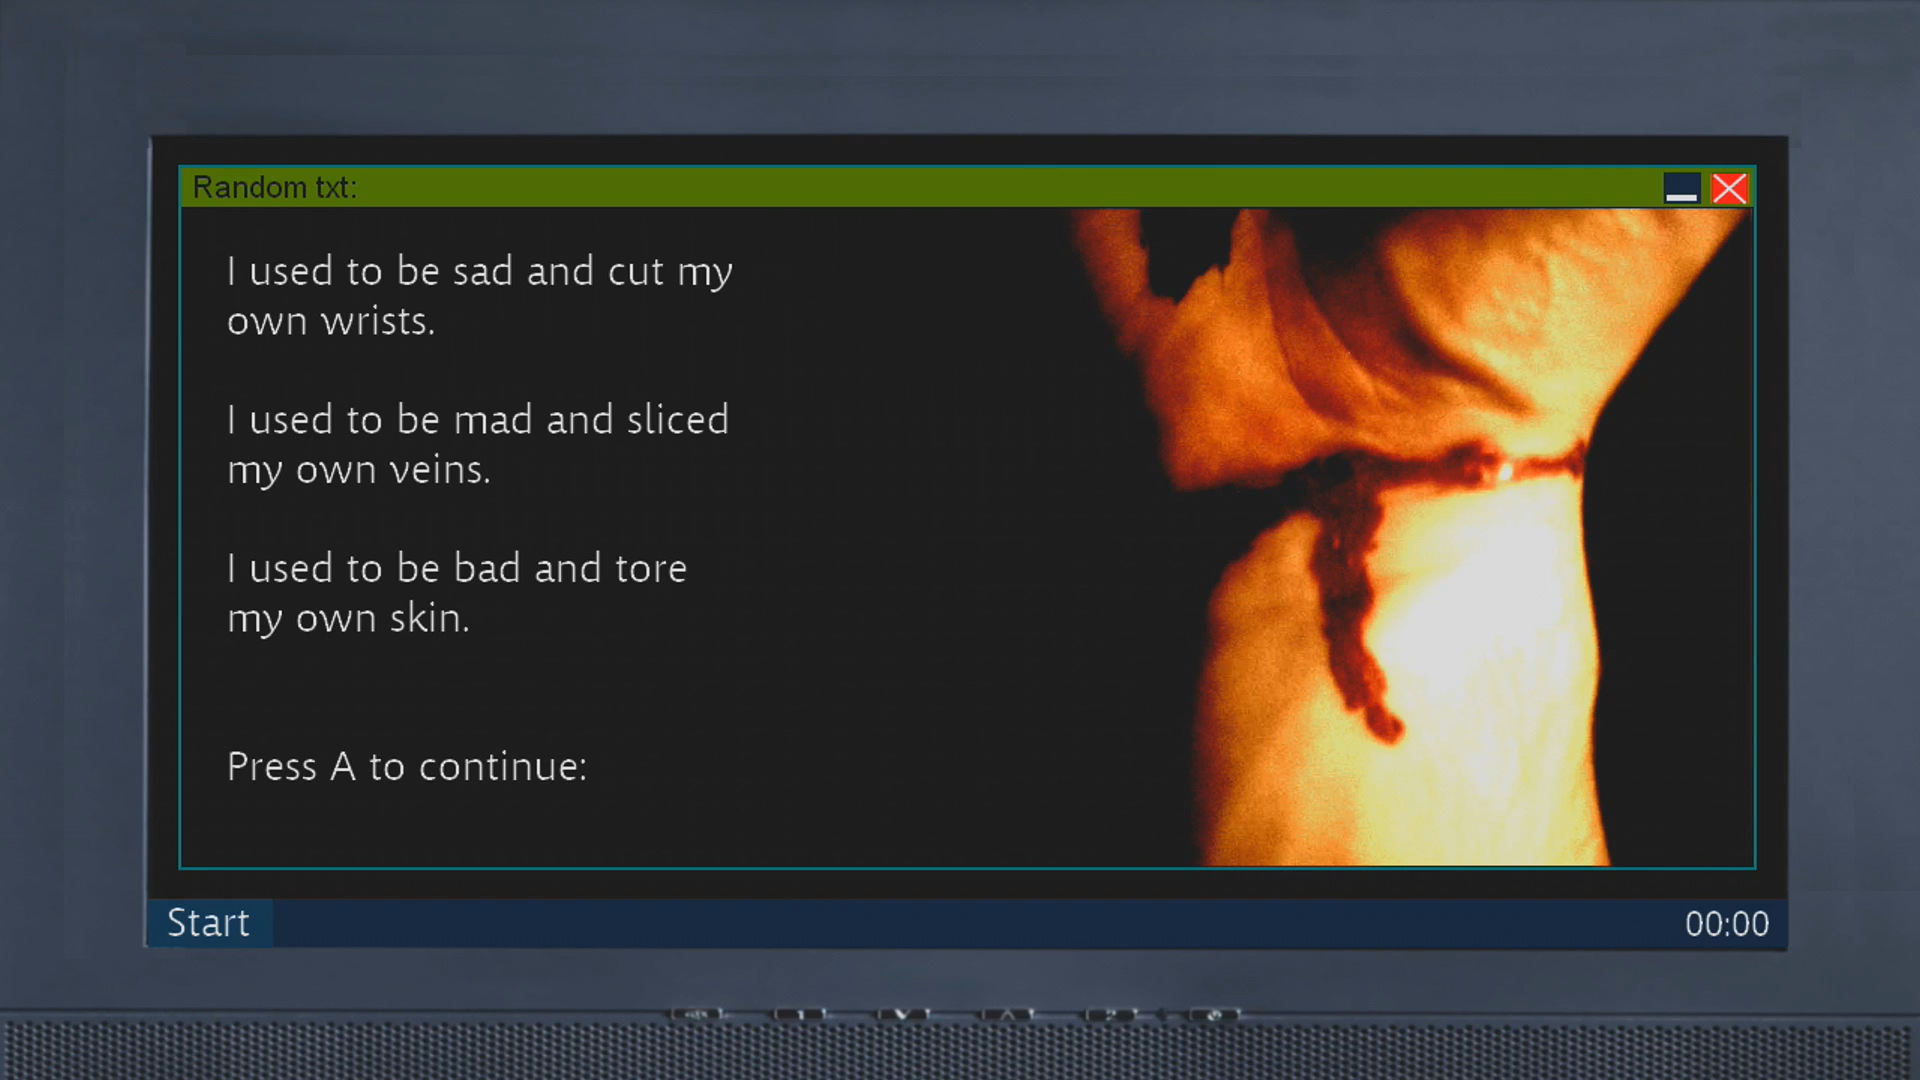 Random txt:
I used to be sad and cut my
own wrists.
I used to be mad and sliced
my own veins.
I used to be bad and tore
my own skin.
Press A to continue:
Start
00:00